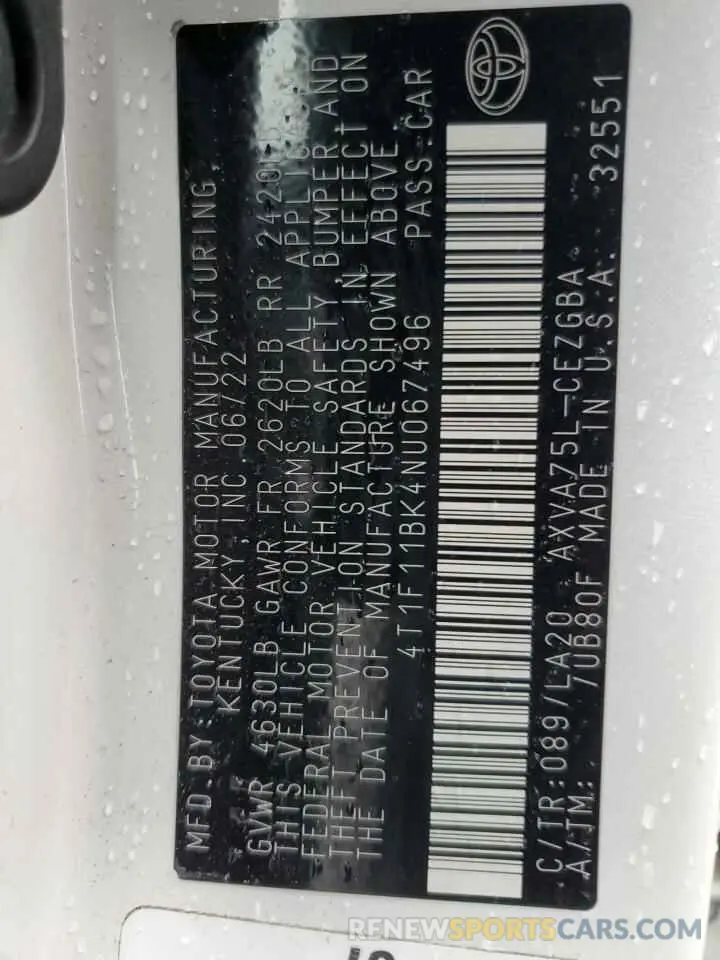 MFD.BY:TOYOTA MOTOR MANUFACTURING,
KENTUCKY,INC 06/22
GVWR 4630LB GAWR FR 2620LB RR 2420LB
THIS VEHICLE CONFORMS TO ALL
FEDERAL MOTOR VEHICLE SAFETY BUMPER AND
THEFT PREVENTION STANDARDS IN EFFECT ON
THE DATE OF MANUFACTURE SHOWN ABOVE.
4T1F11BK4NU067496 PASS.CAR
C/TR:089/LA20 AXVA75L-CEZGBA
A/TM: /UB80F MADE IN U.S.A. 32551
RENEWSPORTSCARS.COM